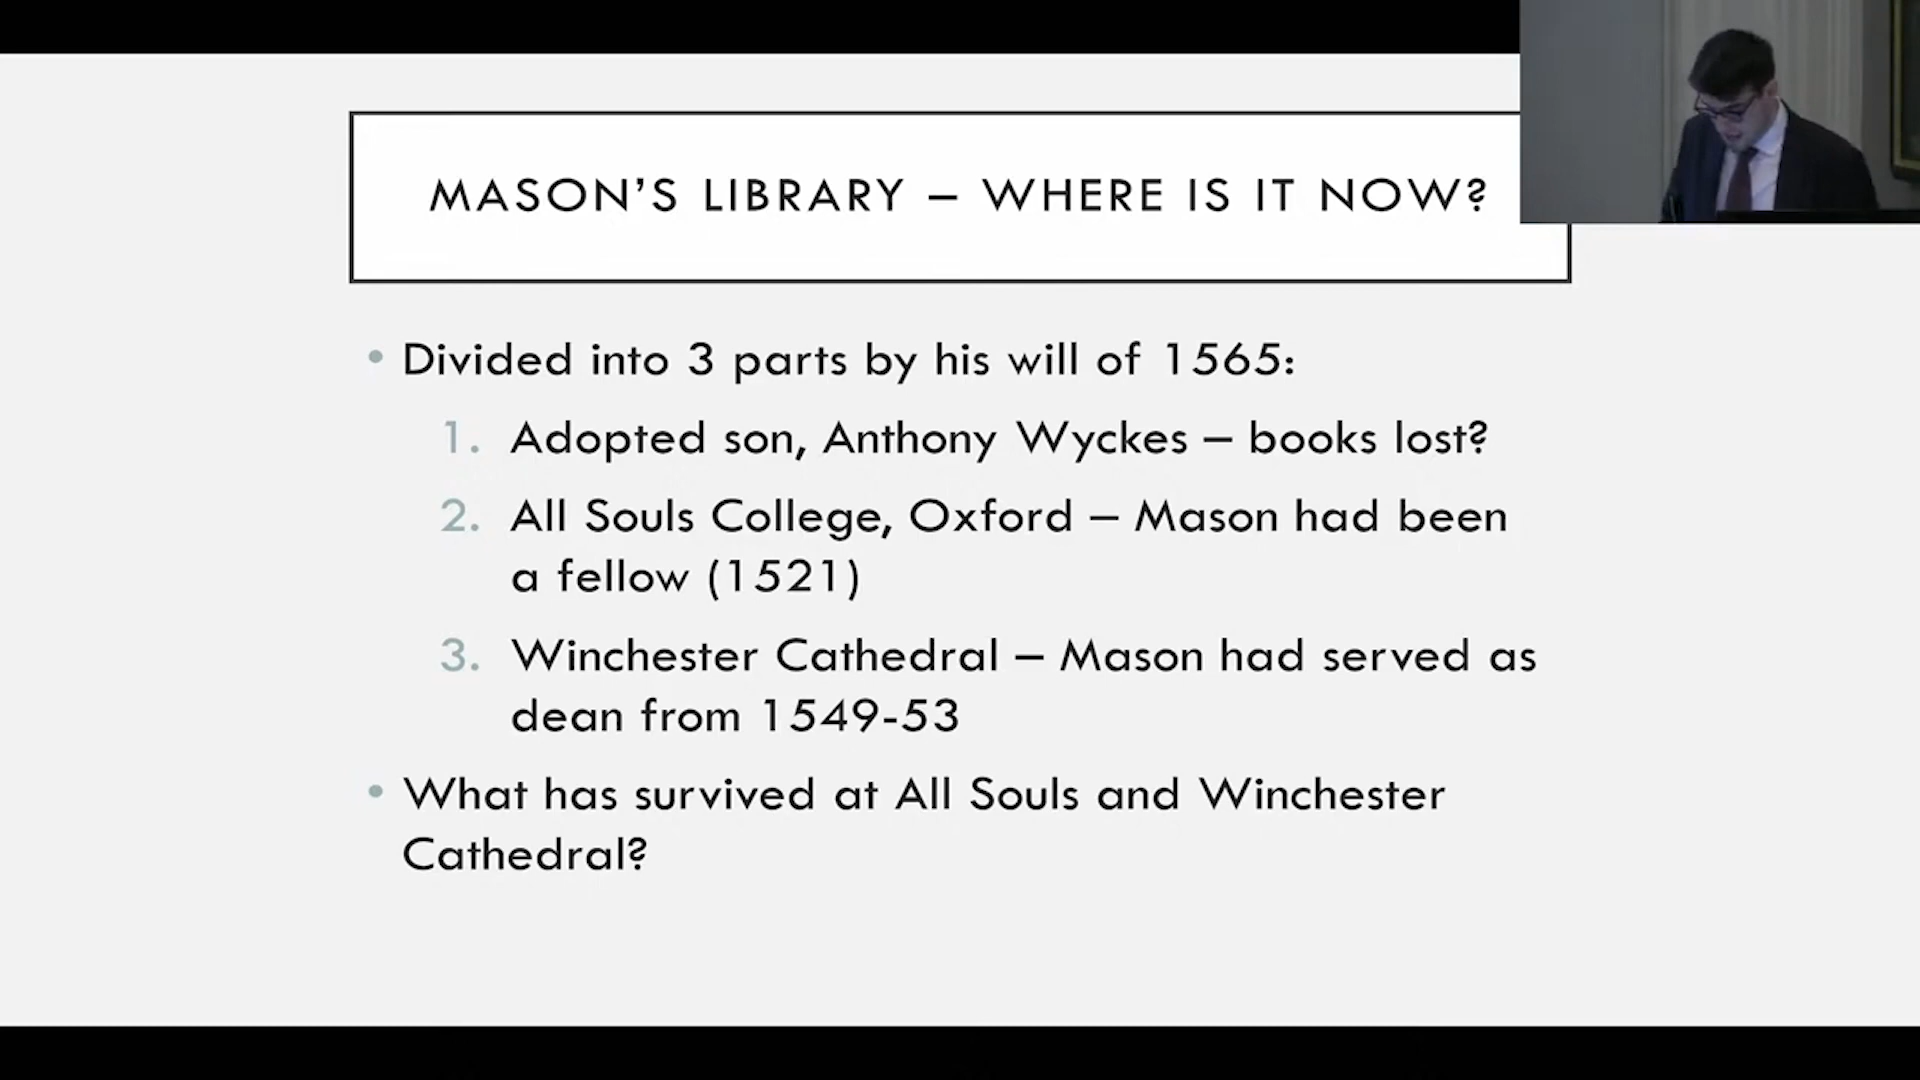 MASON’S LIBRARY – WHERE IS IT NOW?
• Divided into 3 parts by his will of 1565:
1. Adopted son, Anthony Wyckes – books lost?
2. All Souls College, Oxford – Mason had been
a fellow (1521)
3. Winchester Cathedral – Mason had served as
dean from 1549-53
• What has survived at All Souls and Winchester
Cathedral?